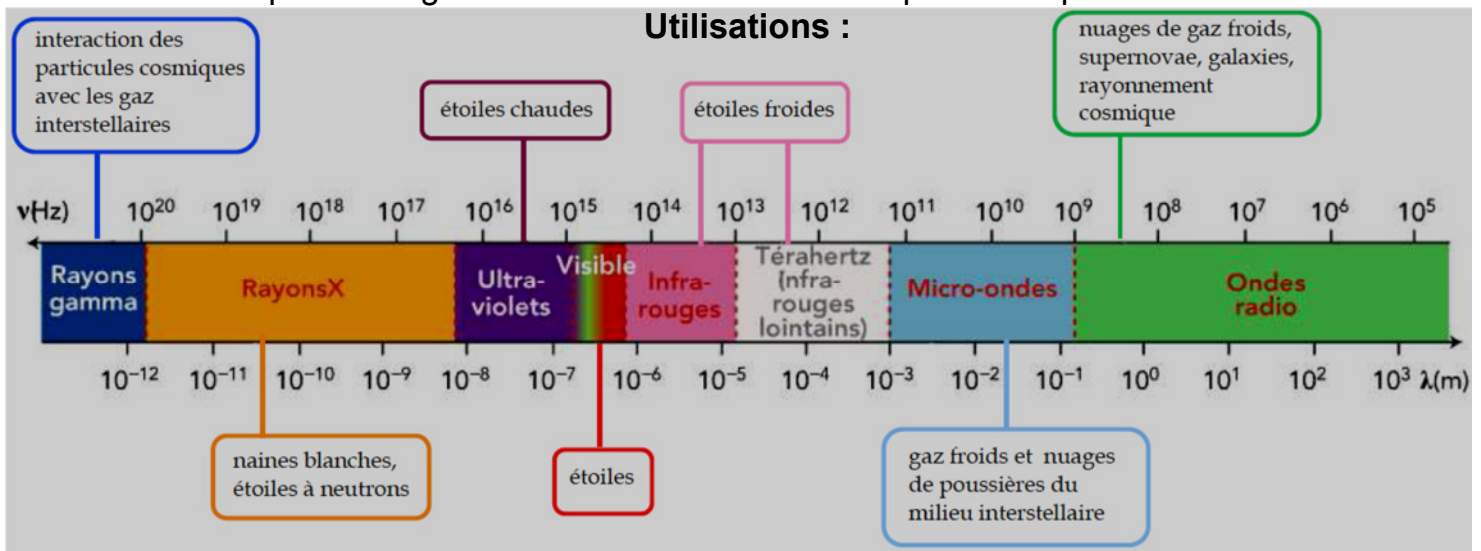 Utilisations :
interaction des
particules cosmiques
avec les gaz
interstellaires
étoiles chaudes
étoiles froides
nuages de gaz froids,
supernovae, galaxies,
rayonnement
cosmique
ν(Hz) 10²⁰ 10¹⁹ 10¹⁸ 10¹⁷ 10¹⁶ 10¹⁵ 10¹⁴ 10¹³ 10¹² 10¹¹ 10¹⁰ 10⁹ 10⁸ 10⁷ 10⁶ 10⁵
Rayons
gamma
RayonsX
Ultra-
violets
Visible
Infra-
rouges
Térahertz
(nfra-
rouges
lointains)
Micro-ondes
Ondes
radio
10⁻¹² 10⁻¹¹ 10⁻¹⁰ 10⁻⁹ 10⁻⁸ 10⁻⁷ 10⁻⁶ 10⁻⁵ 10⁻⁴ 10⁻³ 10⁻² 10⁻¹ 10⁰ 10¹ 10² 10³ λ(m)
naines blanches,
étoiles à neutrons
étoiles
gaz froids et nuages
de poussières du
milieu interstellaire